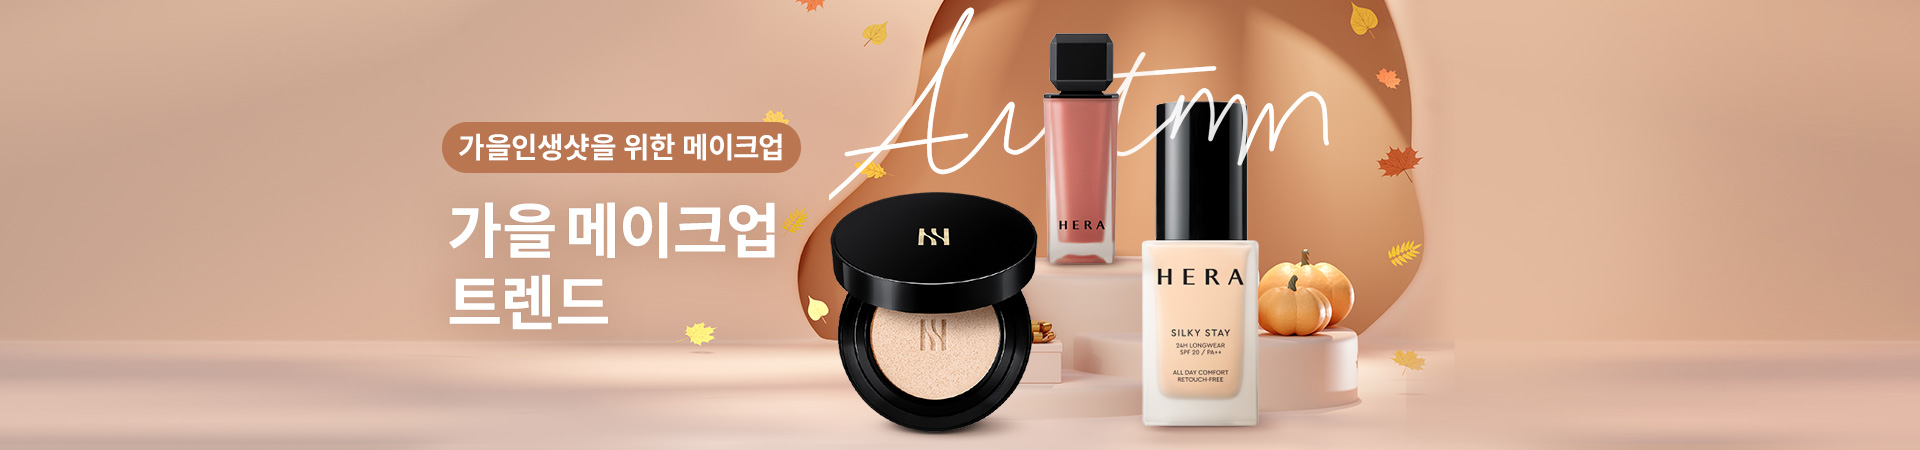 가을인생샷을 위한 메이크업
가을 메이크업
트렌드
Autmn
HERA
HERA
SILKY STAY
24H LONGWEAR
SPF 20 / PA++
ALL DAY COMFORT
RETOUCH-FREE